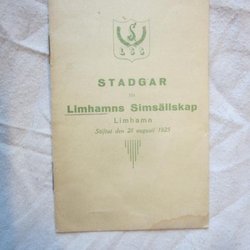 LSS
STADGAR
för
Limhamns Simsällskap
Limhamn
Stiftat den 21 augusti 1925